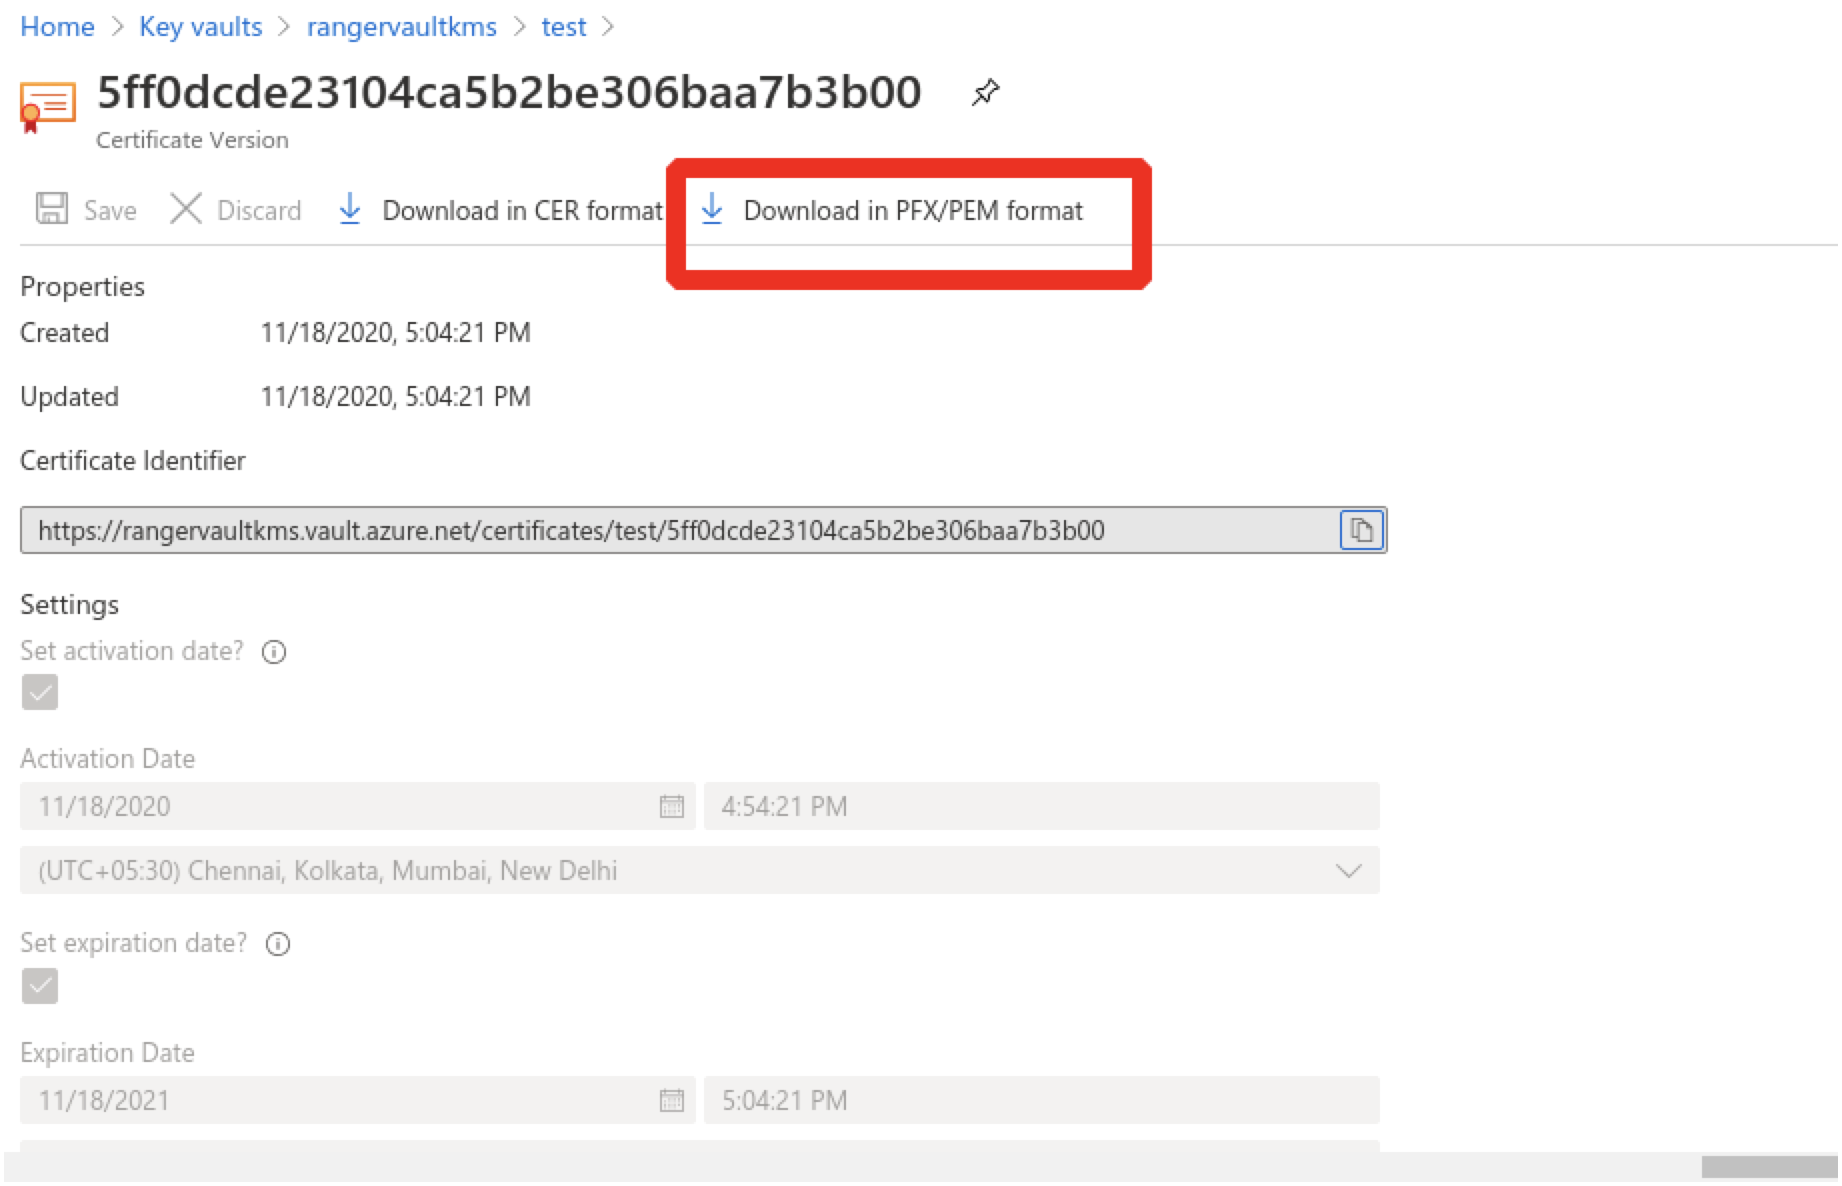 Home > Key vaults > rangervaultkms > test >
5ff0dcde23104ca5b2be306baa7b3b00
Certificate Version
Save Discard Download in CER format Download in PFX/PEM format
Properties
Created 11/18/2020, 5:04:21 PM
Updated 11/18/2020, 5:04:21 PM
Certificate Identifier
https://rangervaultkms.vault.azure.net/certificates/test/5ff0dcde23104ca5b2be306baa7b3b00
Settings
Set activation date?
Activation Date
11/18/2020 4:54:21 PM
(UTC+05:30) Chennai, Kolkata, Mumbai, New Delhi
Set expiration date?
Expiration Date
11/18/2021 5:04:21 PM